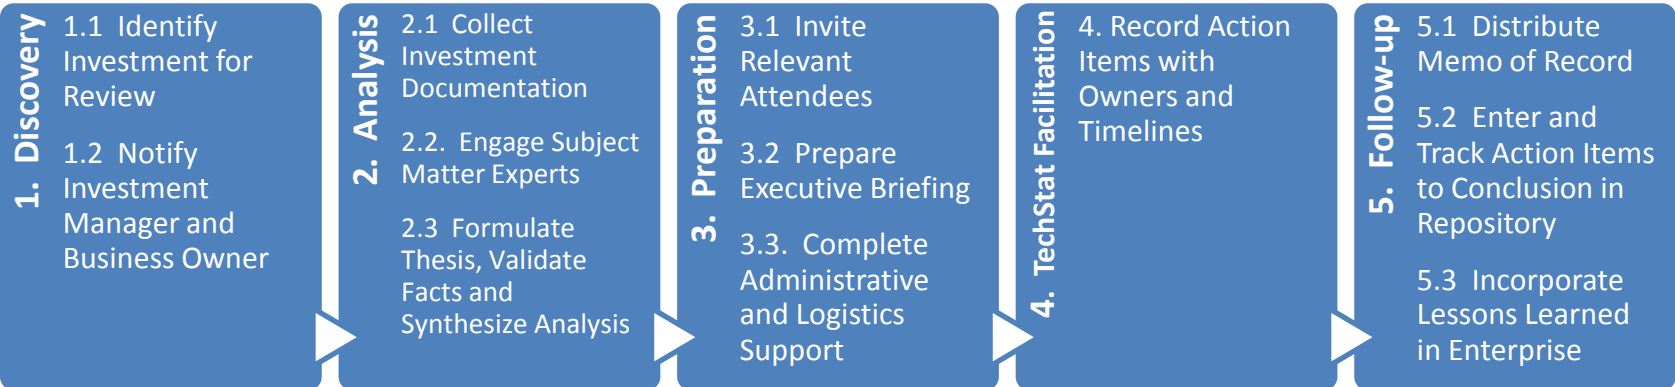 1. Discovery
1.1 Identify
Investment for
Review
1.2 Notify
Investment
Manager and
Business Owner
2. Analysis
2.1 Collect
Investment
Documentation
2.2. Engage Subject
Matter Experts
2.3 Formulate
Thesis, Validate
Facts and
Synthesize Analysis
3. Preparation
3.1 Invite
Relevant
Attendees
3.2 Prepare
Executive Briefing
3.3. Complete
Administrative
and Logistics
Support
4. TechStat Facilitation
4. Record Action
Items with
Owners and
Timelines
5. Follow-up
5.1 Distribute
Memo of Record
5.2 Enter and
Track Action Items
to Conclusion in
Repository
5.3 Incorporate
Lessons Learned
in Enterprise